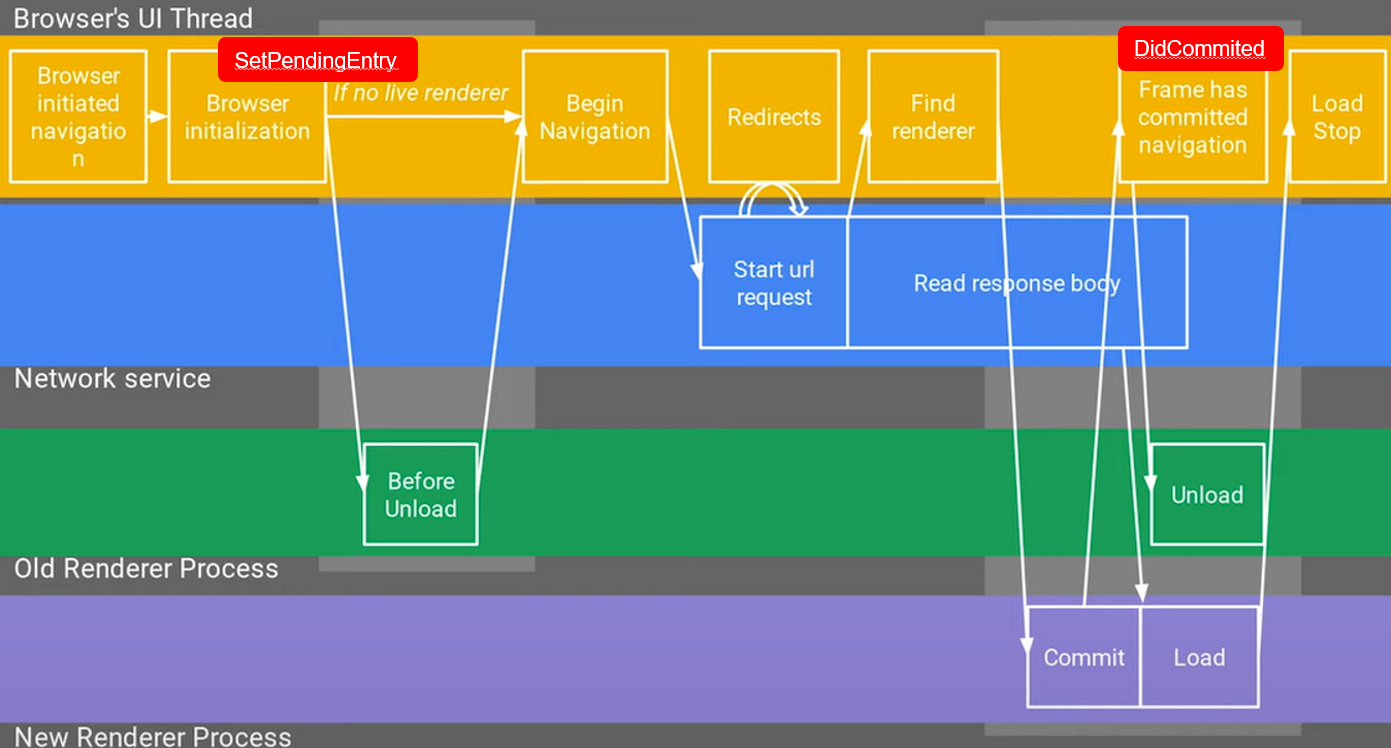 Browser's UI Thread
Browser
initiated
navigatio
n
SetPendingEntry
Browser
initialization
If no live renderer
Begin
Navigation
Redirects
Find
renderer
DidCommited
Frame has
committed
navigation
Load
Stop
Start url
request
Read response body
Network service
Before
Unload
Unload
Old Renderer Process
Commit
Load
New Renderer Process